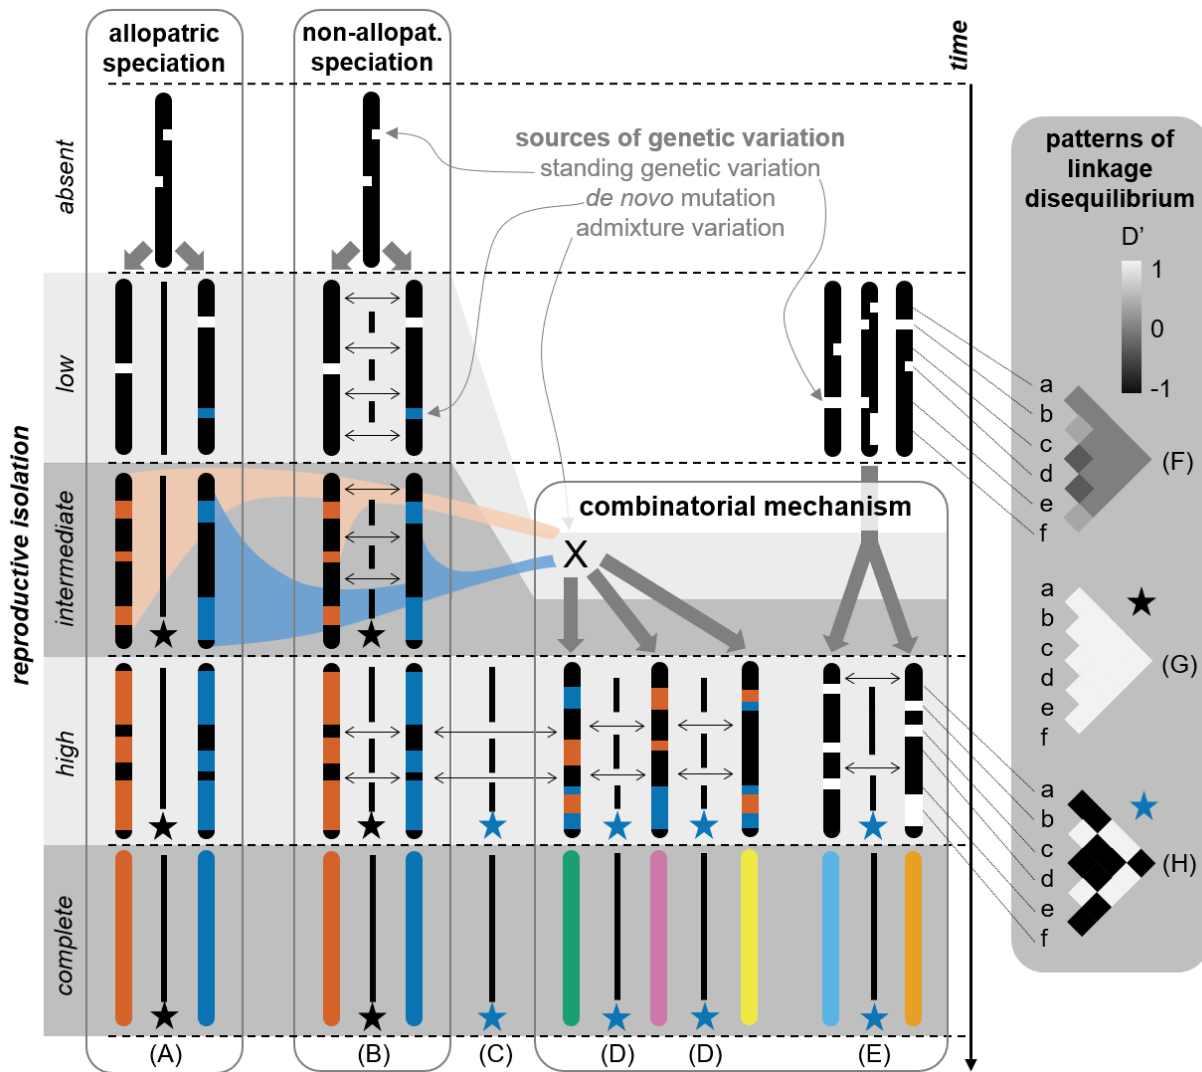 allopatric
speciation
non-allopat.
speciation
time
absent
sources of genetic variation
standing genetic variation
de novo mutation
admixture variation
patterns of
linkage
disequilibrium
D’
1
0
-1
low
a
b
c
d
e
f
(F)
reproductive isolation
intermediate
combinatorial mechanism
X
a
b
c
d
e
f
(G)
high
a
b
c
d
e
f
(H)
complete
(A)
(B)
(C)
(D)
(D)
(E)